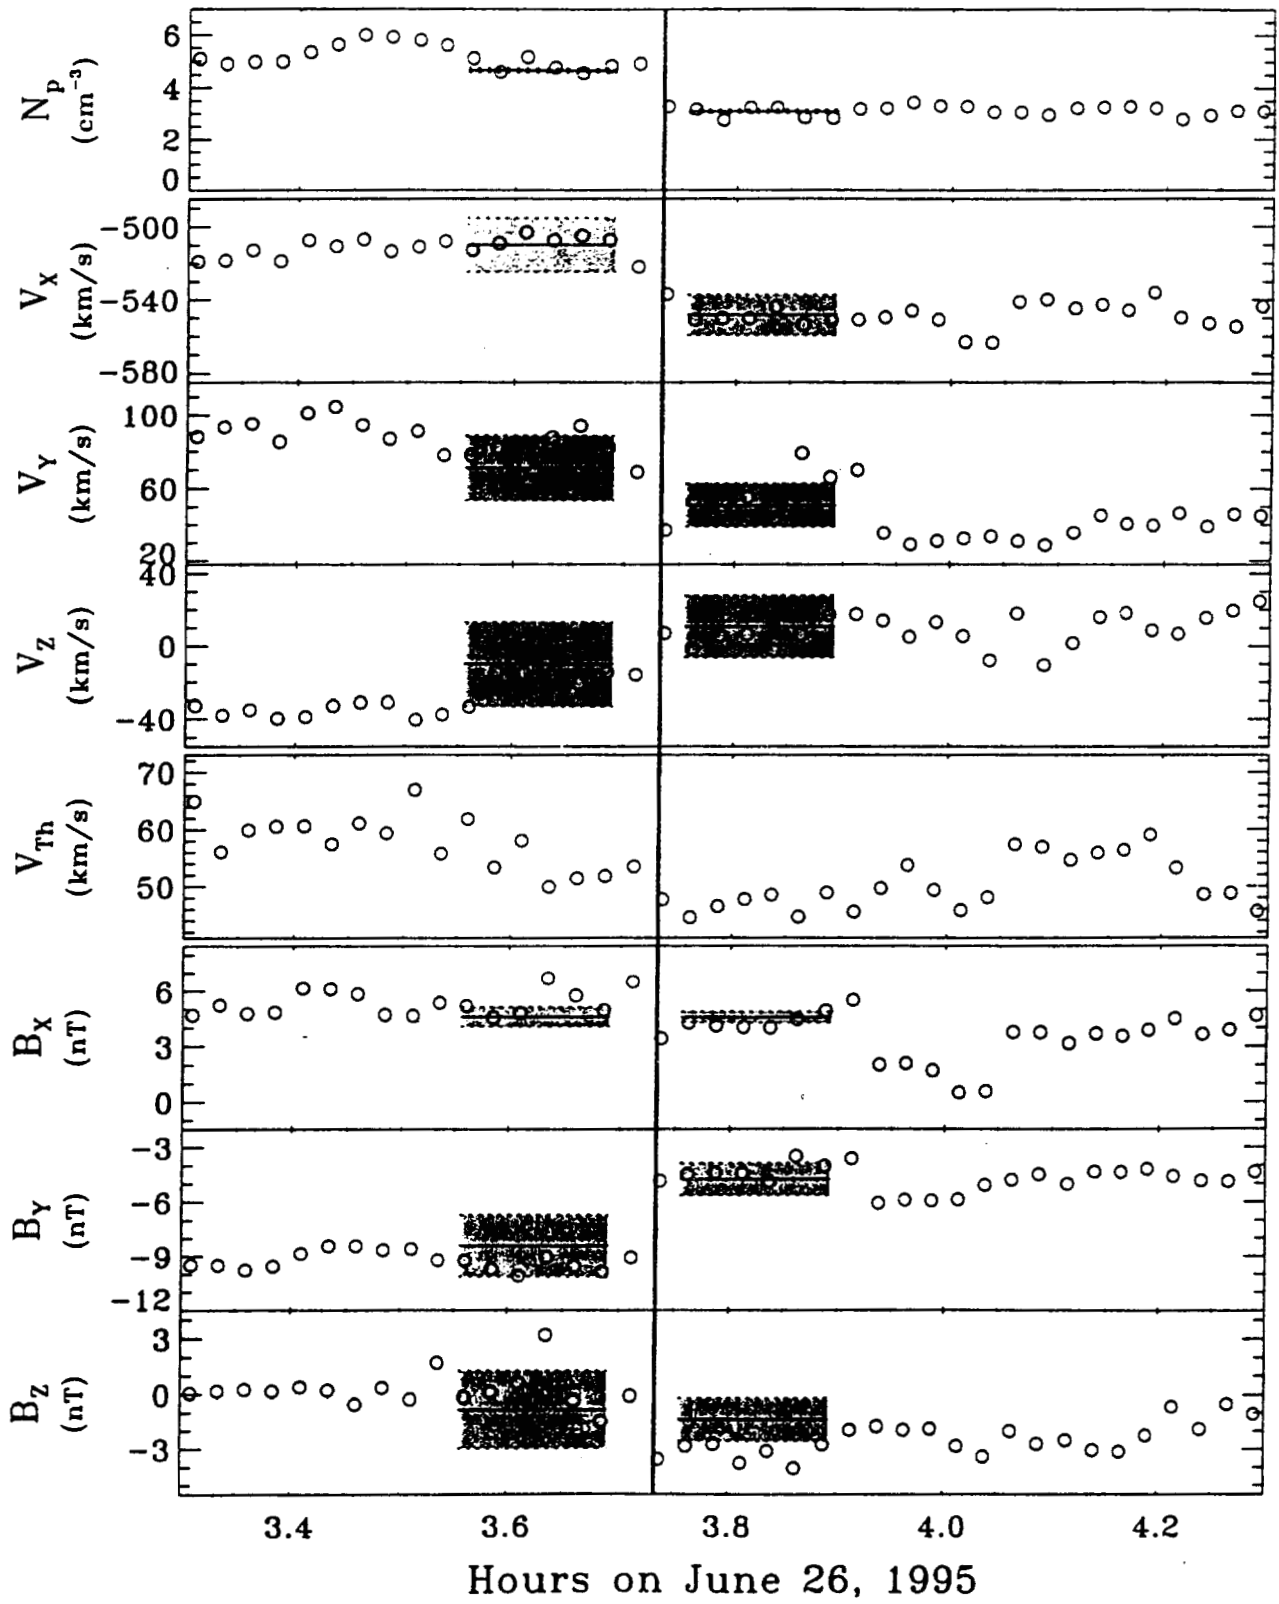 N_p (cm^-3)
6
4
2
0
V_X (km/s)
-500
-540
-580
V_Y (km/s)
100
60
20
V_Z (km/s)
40
0
-40
V_Th (km/s)
70
60
50
B_X (nT)
6
3
0
B_Y (nT)
-3
-6
-9
-12
B_Z (nT)
3
0
-3
3.4 3.6 3.8 4.0 4.2
Hours on June 26, 1995